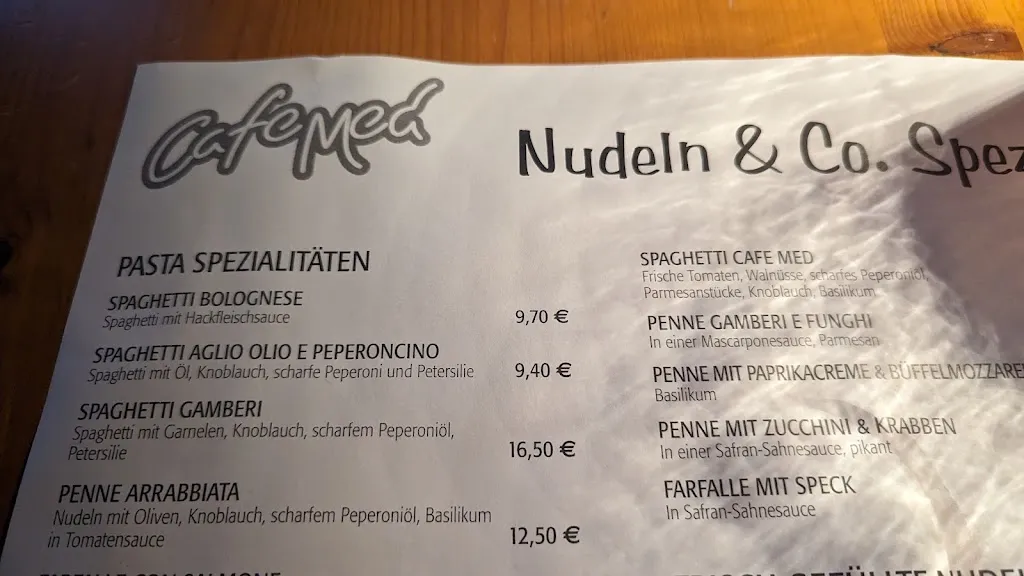 CafeMed
Nudeln & Co.
PASTA SPEZIALITÄTEN
SPAGHETTI BOLOGNESE
Spaghetti mit Hackfleischsauce
9,70 €
SPAGHETTI AGLIO OLIO E PEPERONCINO
Spaghetti mit Öl, Knoblauch, scharfe Peperoni und Petersilie
9,40 €
SPAGHETTI GAMBERI
Spaghetti mit Garnelen, Knoblauch, scharfem Peperoniöl,
Petersilie
16,50 €
PENNE ARRABBIATA
Nudeln mit Oliven, Knoblauch, scharfem Peperoniöl, Basilikum
in Tomatensauce
12,50 €
SPAGHETTI CAFE MED
Frische Tomaten, Walnüsse, scharfes Peperoniöl,
Parmesanstücke, Knoblauch, Basilikum
PENNE GAMBERI E FUNGHI
In einer Mascarponesauce, Parmesan
PENNE MIT PAPRIKACREME & BÜFFELMOZZARE
Basilikum
PENNE MIT ZUCCHINI & KRABBEN
In einer Safran-Sahnesauce, pikant
FARFALLE MIT SPECK
In Safran-Sahnesauce